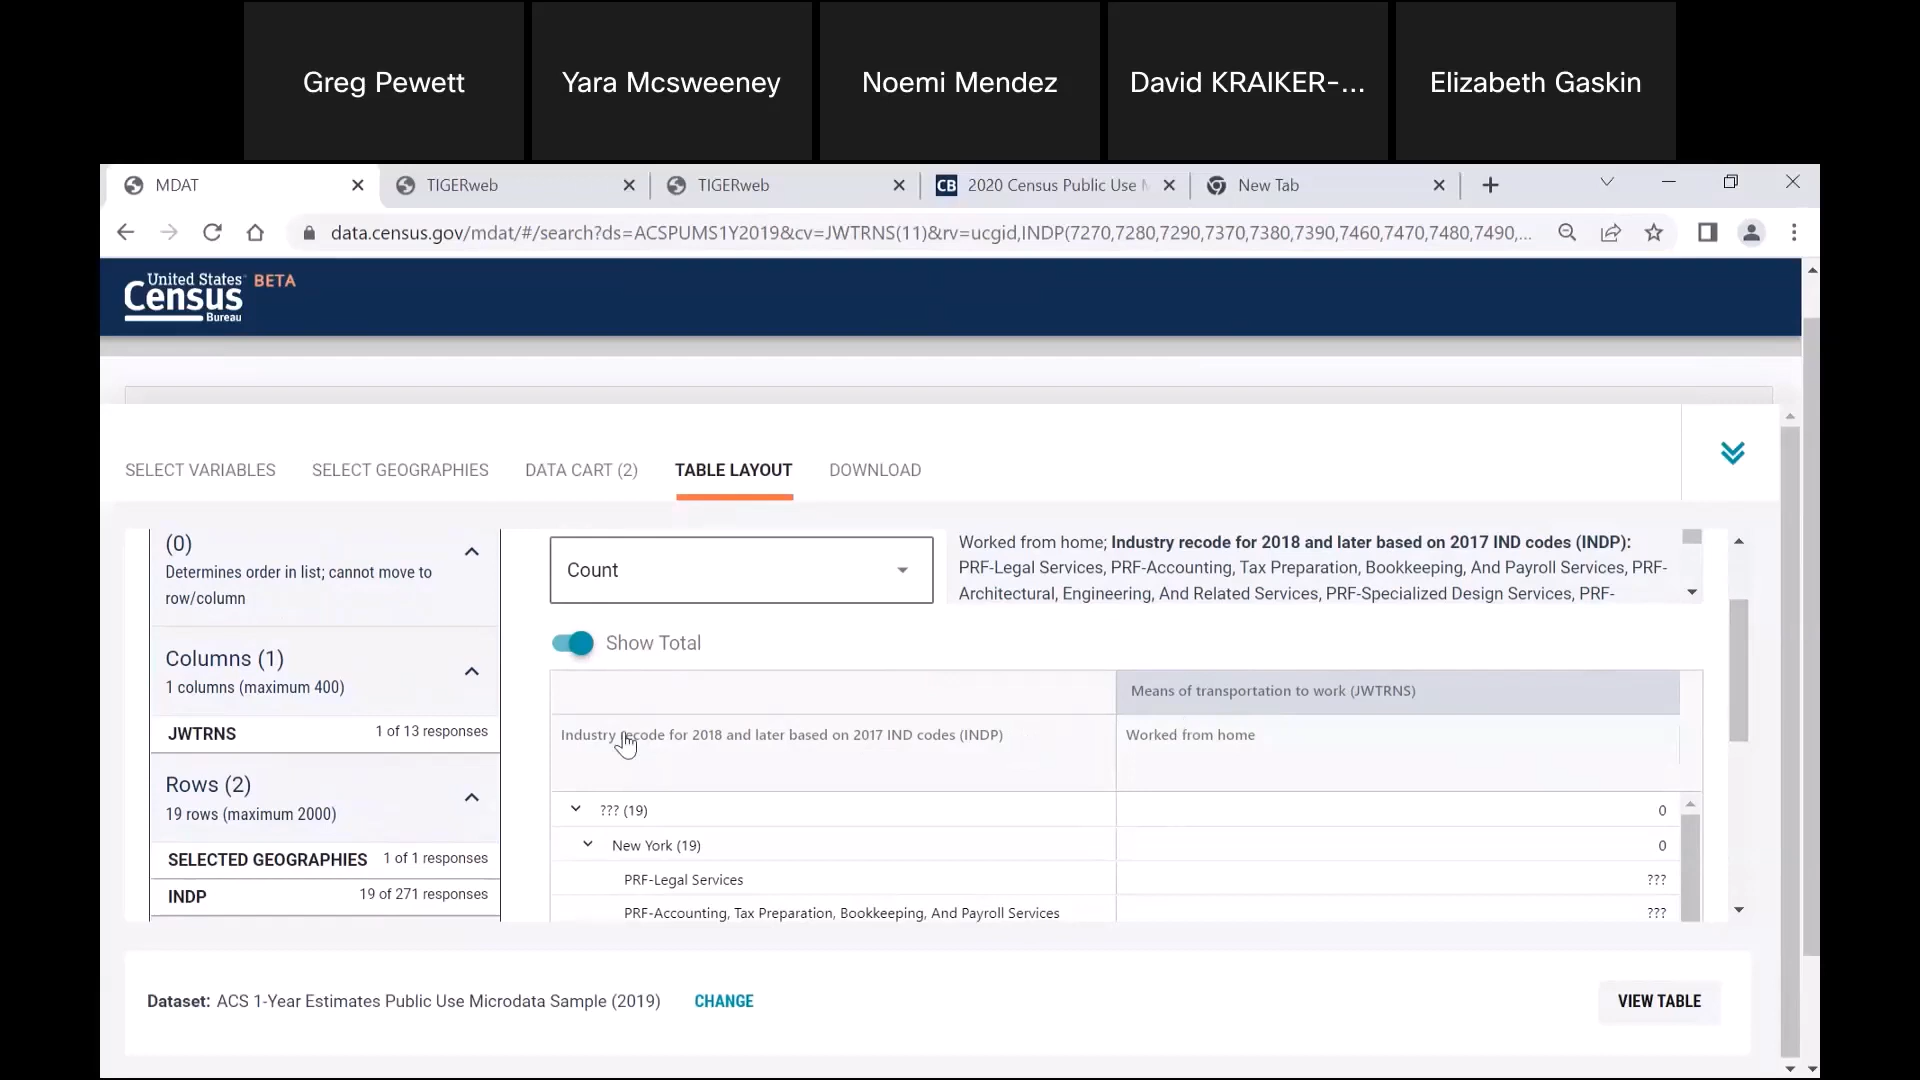 Greg Pewett
Yara Mcsweeney
Noemi Mendez
David KRAIKER-...
Elizabeth Gaskin
MDAT
TIGERweb
TIGERweb
CB 2020 Census Public Use M
New Tab
data.census.gov/mdat/#/search?ds=ACSPUMS1Y2019&cv=JWTRNS(11)&rv=ucgid,INDP(7270,7280,7290,7370,7380,7390,7460,7470,7480,7490,...
United States
Census
Bureau
BETA
SELECT VARIABLES
SELECT GEOGRAPHIES
DATA CART (2)
TABLE LAYOUT
DOWNLOAD
(0)
Determines order in list; cannot move to
row/column
Columns (1)
1 columns (maximum 400)
JWTRNS 1 of 13 responses
Rows (2)
19 rows (maximum 2000)
SELECTED GEOGRAPHIES 1 of 1 responses
INDP 19 of 271 responses
Count
Worked from home; Industry recode for 2018 and later based on 2017 IND codes (INDP):
PRF-Legal Services, PRF-Accounting, Tax Preparation, Bookkeeping, And Payroll Services, PRF-
Architectural, Engineering, And Related Services, PRF-Specialized Design Services, PRF-
Show Total
Means of transportation to work (JWTRNS)
Industry recode for 2018 and later based on 2017 IND codes (INDP) Worked from home
??? (19) 0
New York (19) 0
PRF-Legal Services ???
PRF-Accounting, Tax Preparation, Bookkeeping, And Payroll Services ???
Dataset: ACS 1-Year Estimates Public Use Microdata Sample (2019) CHANGE
VIEW TABLE